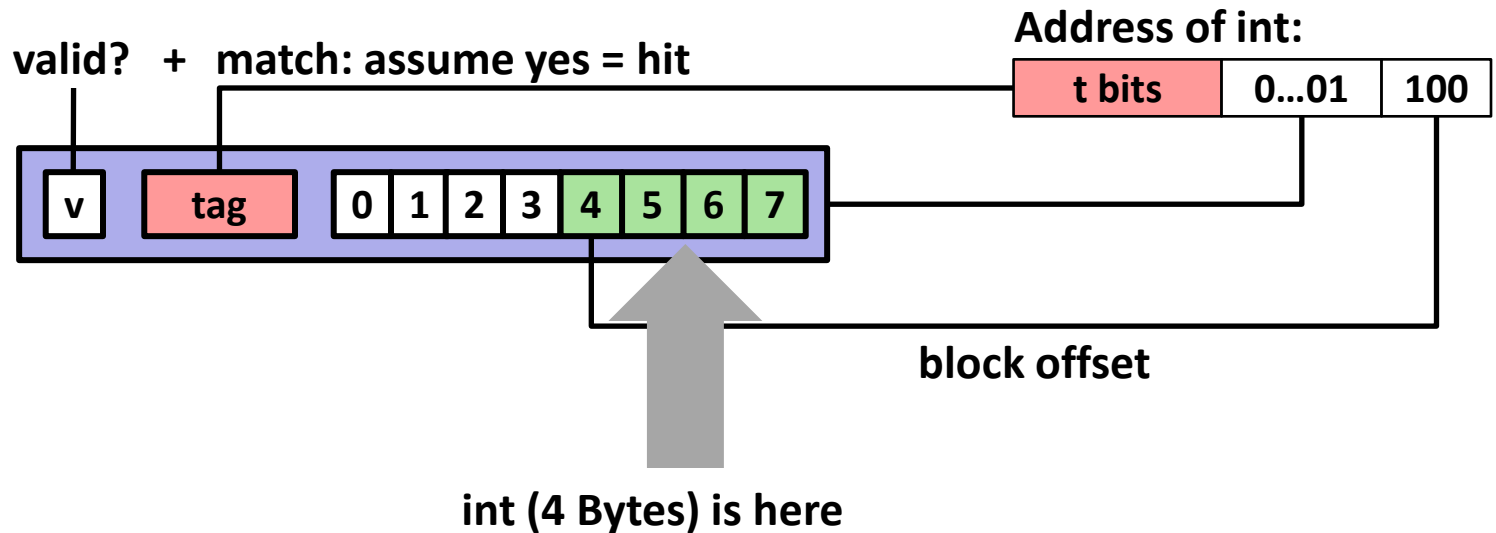 Address of int:
valid? + match: assume yes = hit
t bits 0...01 100
v tag 0 1 2 3 4 5 6 7
block offset
int (4 Bytes) is here